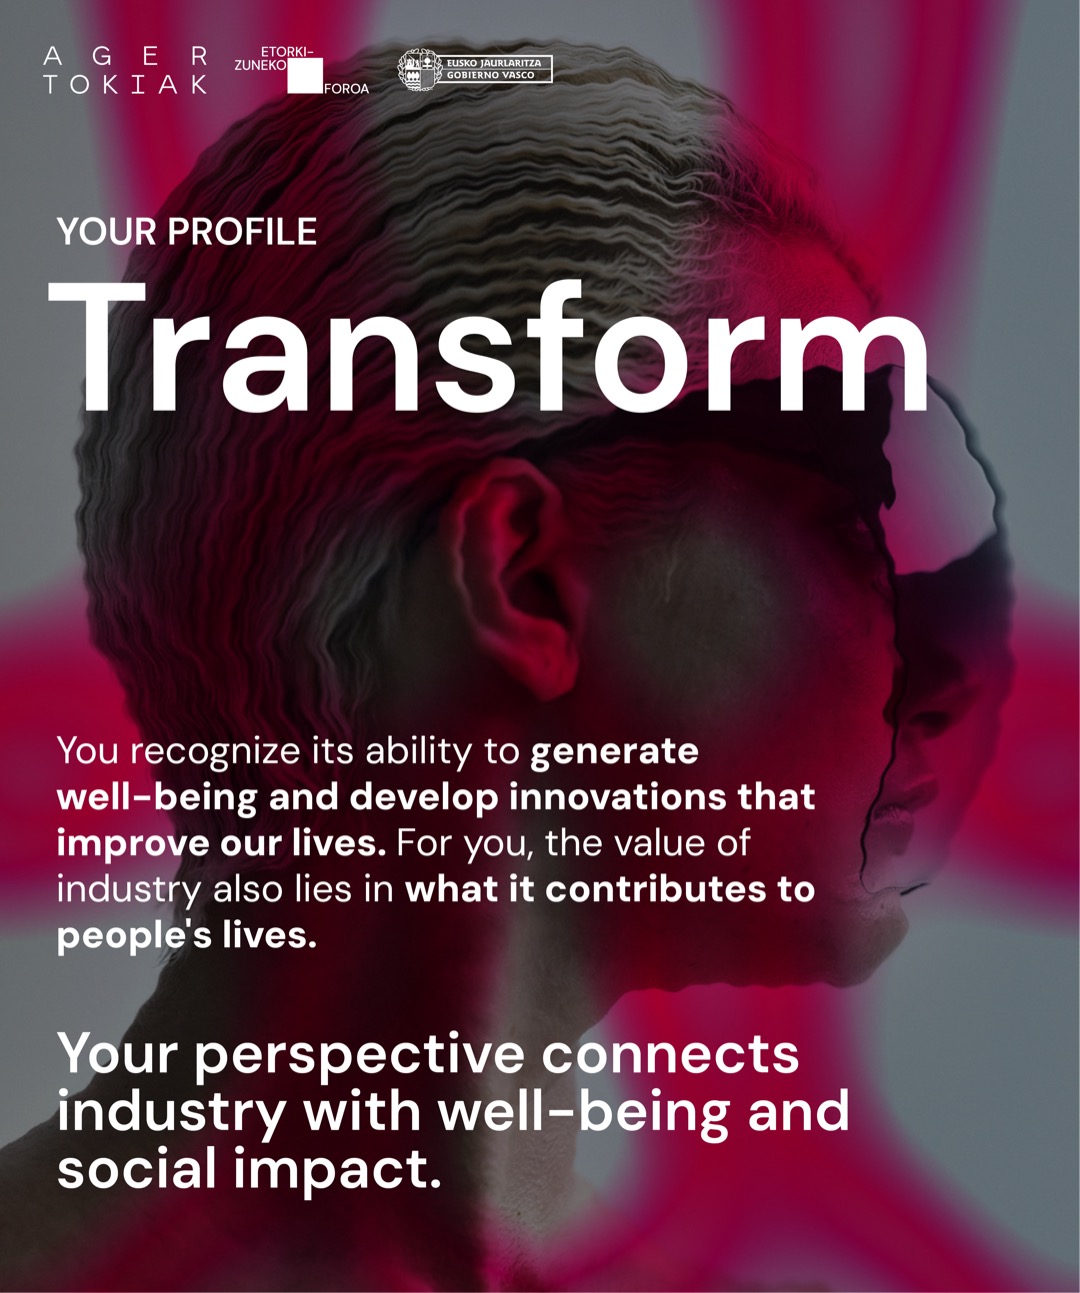 AGER
TOKIAK
ETORKI-
ZUNEKO
FOROA
EUSKO JAURLARITZA
GOBIERNO VASCO
YOUR PROFILE
Transform
You recognize its ability to generate
well-being and develop innovations that
improve our lives. For you, the value of
industry also lies in what it contributes to
people's lives.
Your perspective connects
industry with well-being and
social impact.